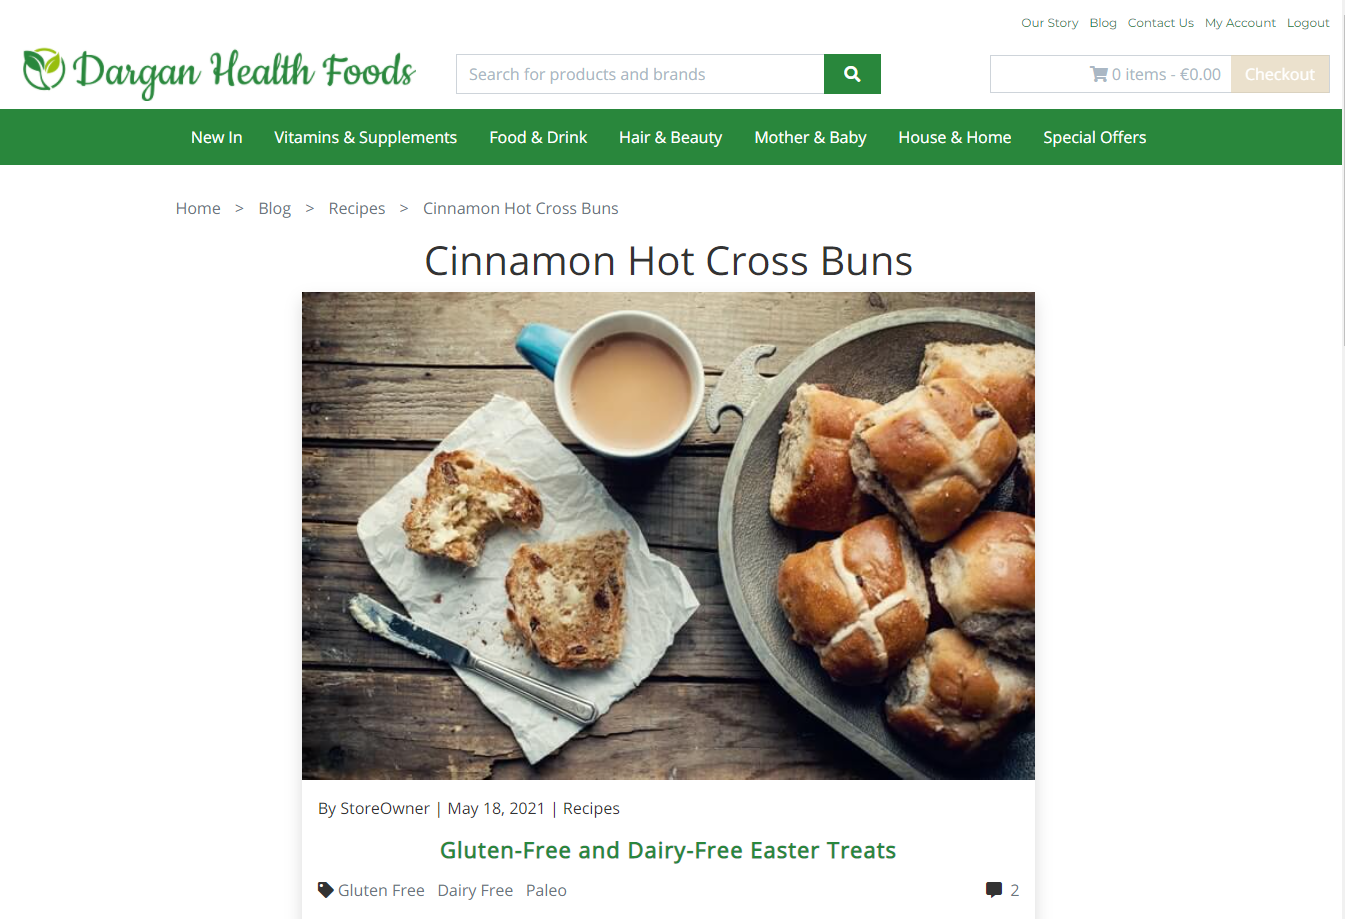 Our Story Blog Contact Us My Account Logout
Dargan Health Foods
Search for products and brands
0 items - €0.00 Checkout
New In Vitamins & Supplements Food & Drink Hair & Beauty Mother & Baby House & Home Special Offers
Home > Blog > Recipes > Cinnamon Hot Cross Buns
Cinnamon Hot Cross Buns
By StoreOwner | May 18, 2021 | Recipes
Gluten-Free and Dairy-Free Easter Treats
Gluten Free Dairy Free Paleo 2